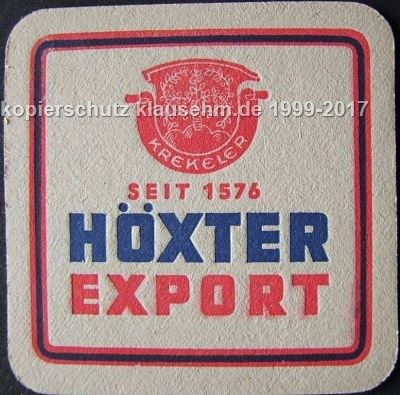 kopierschutz klausehm.de 1999-2017
KREKELER
SEIT 1576
HÖXTER
EXPORT